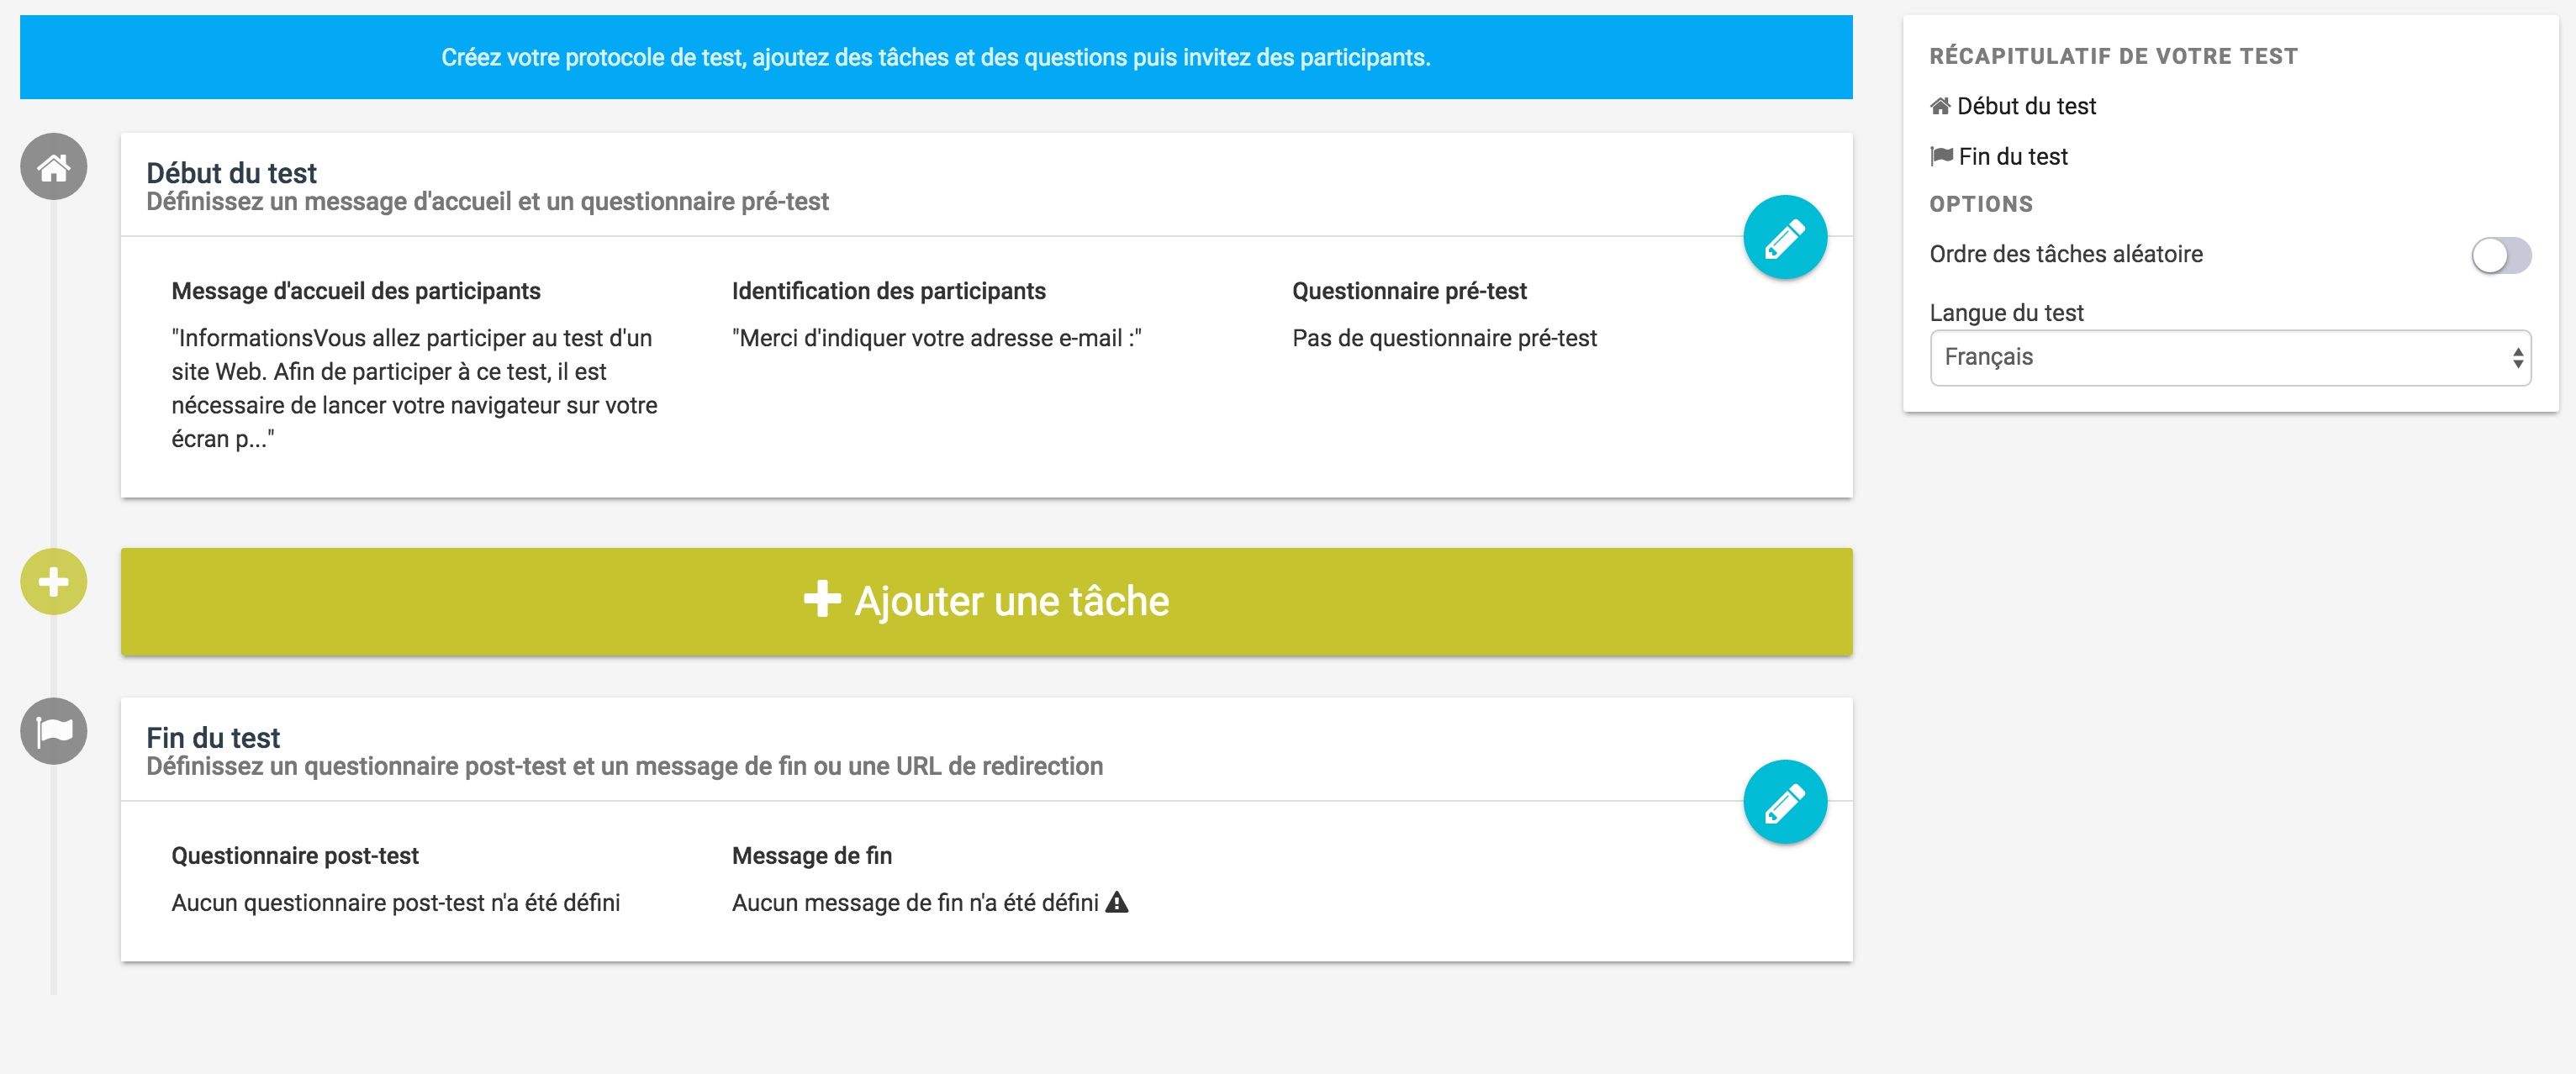 Créez votre protocole de test, ajoutez des tâches et des questions puis invitez des participants.
Début du test
Définissez un message d'accueil et un questionnaire pré-test
Message d'accueil des participants
"InformationsVous allez participer au test d'un
site Web. Afin de participer à ce test, il est
nécessaire de lancer votre navigateur sur votre
écran p..."
Identification des participants
"Merci d'indiquer votre adresse e-mail :"
Questionnaire pré-test
Pas de questionnaire pré-test
Ajouter une tâche
Fin du test
Définissez un questionnaire post-test et un message de fin ou une URL de redirection
Questionnaire post-test
Aucun questionnaire post-test n'a été défini
Message de fin
Aucun message de fin n'a été défini
RÉCAPITULATIF DE VOTRE TEST
Début du test
Fin du test
OPTIONS
Ordre des tâches aléatoire
Langue du test
Français